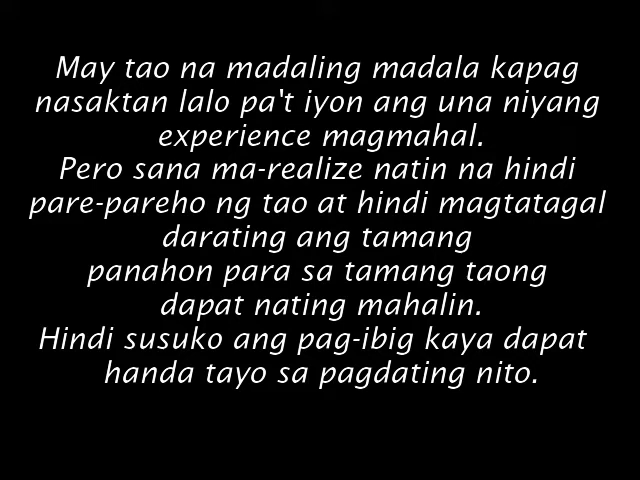 May tao na madaling madala kapag
nasaktan lalo pa't iyon ang una niyang
experience magmahal.
Pero sana ma-realize natin na hindi
pare-pareho ng tao at hindi magtatagal
darating ang tamang
panahon para sa tamang taong
dapat nating mahalin.
Hindi susuko ang pag-ibig kaya dapat
handa tayo sa pagdating nito.